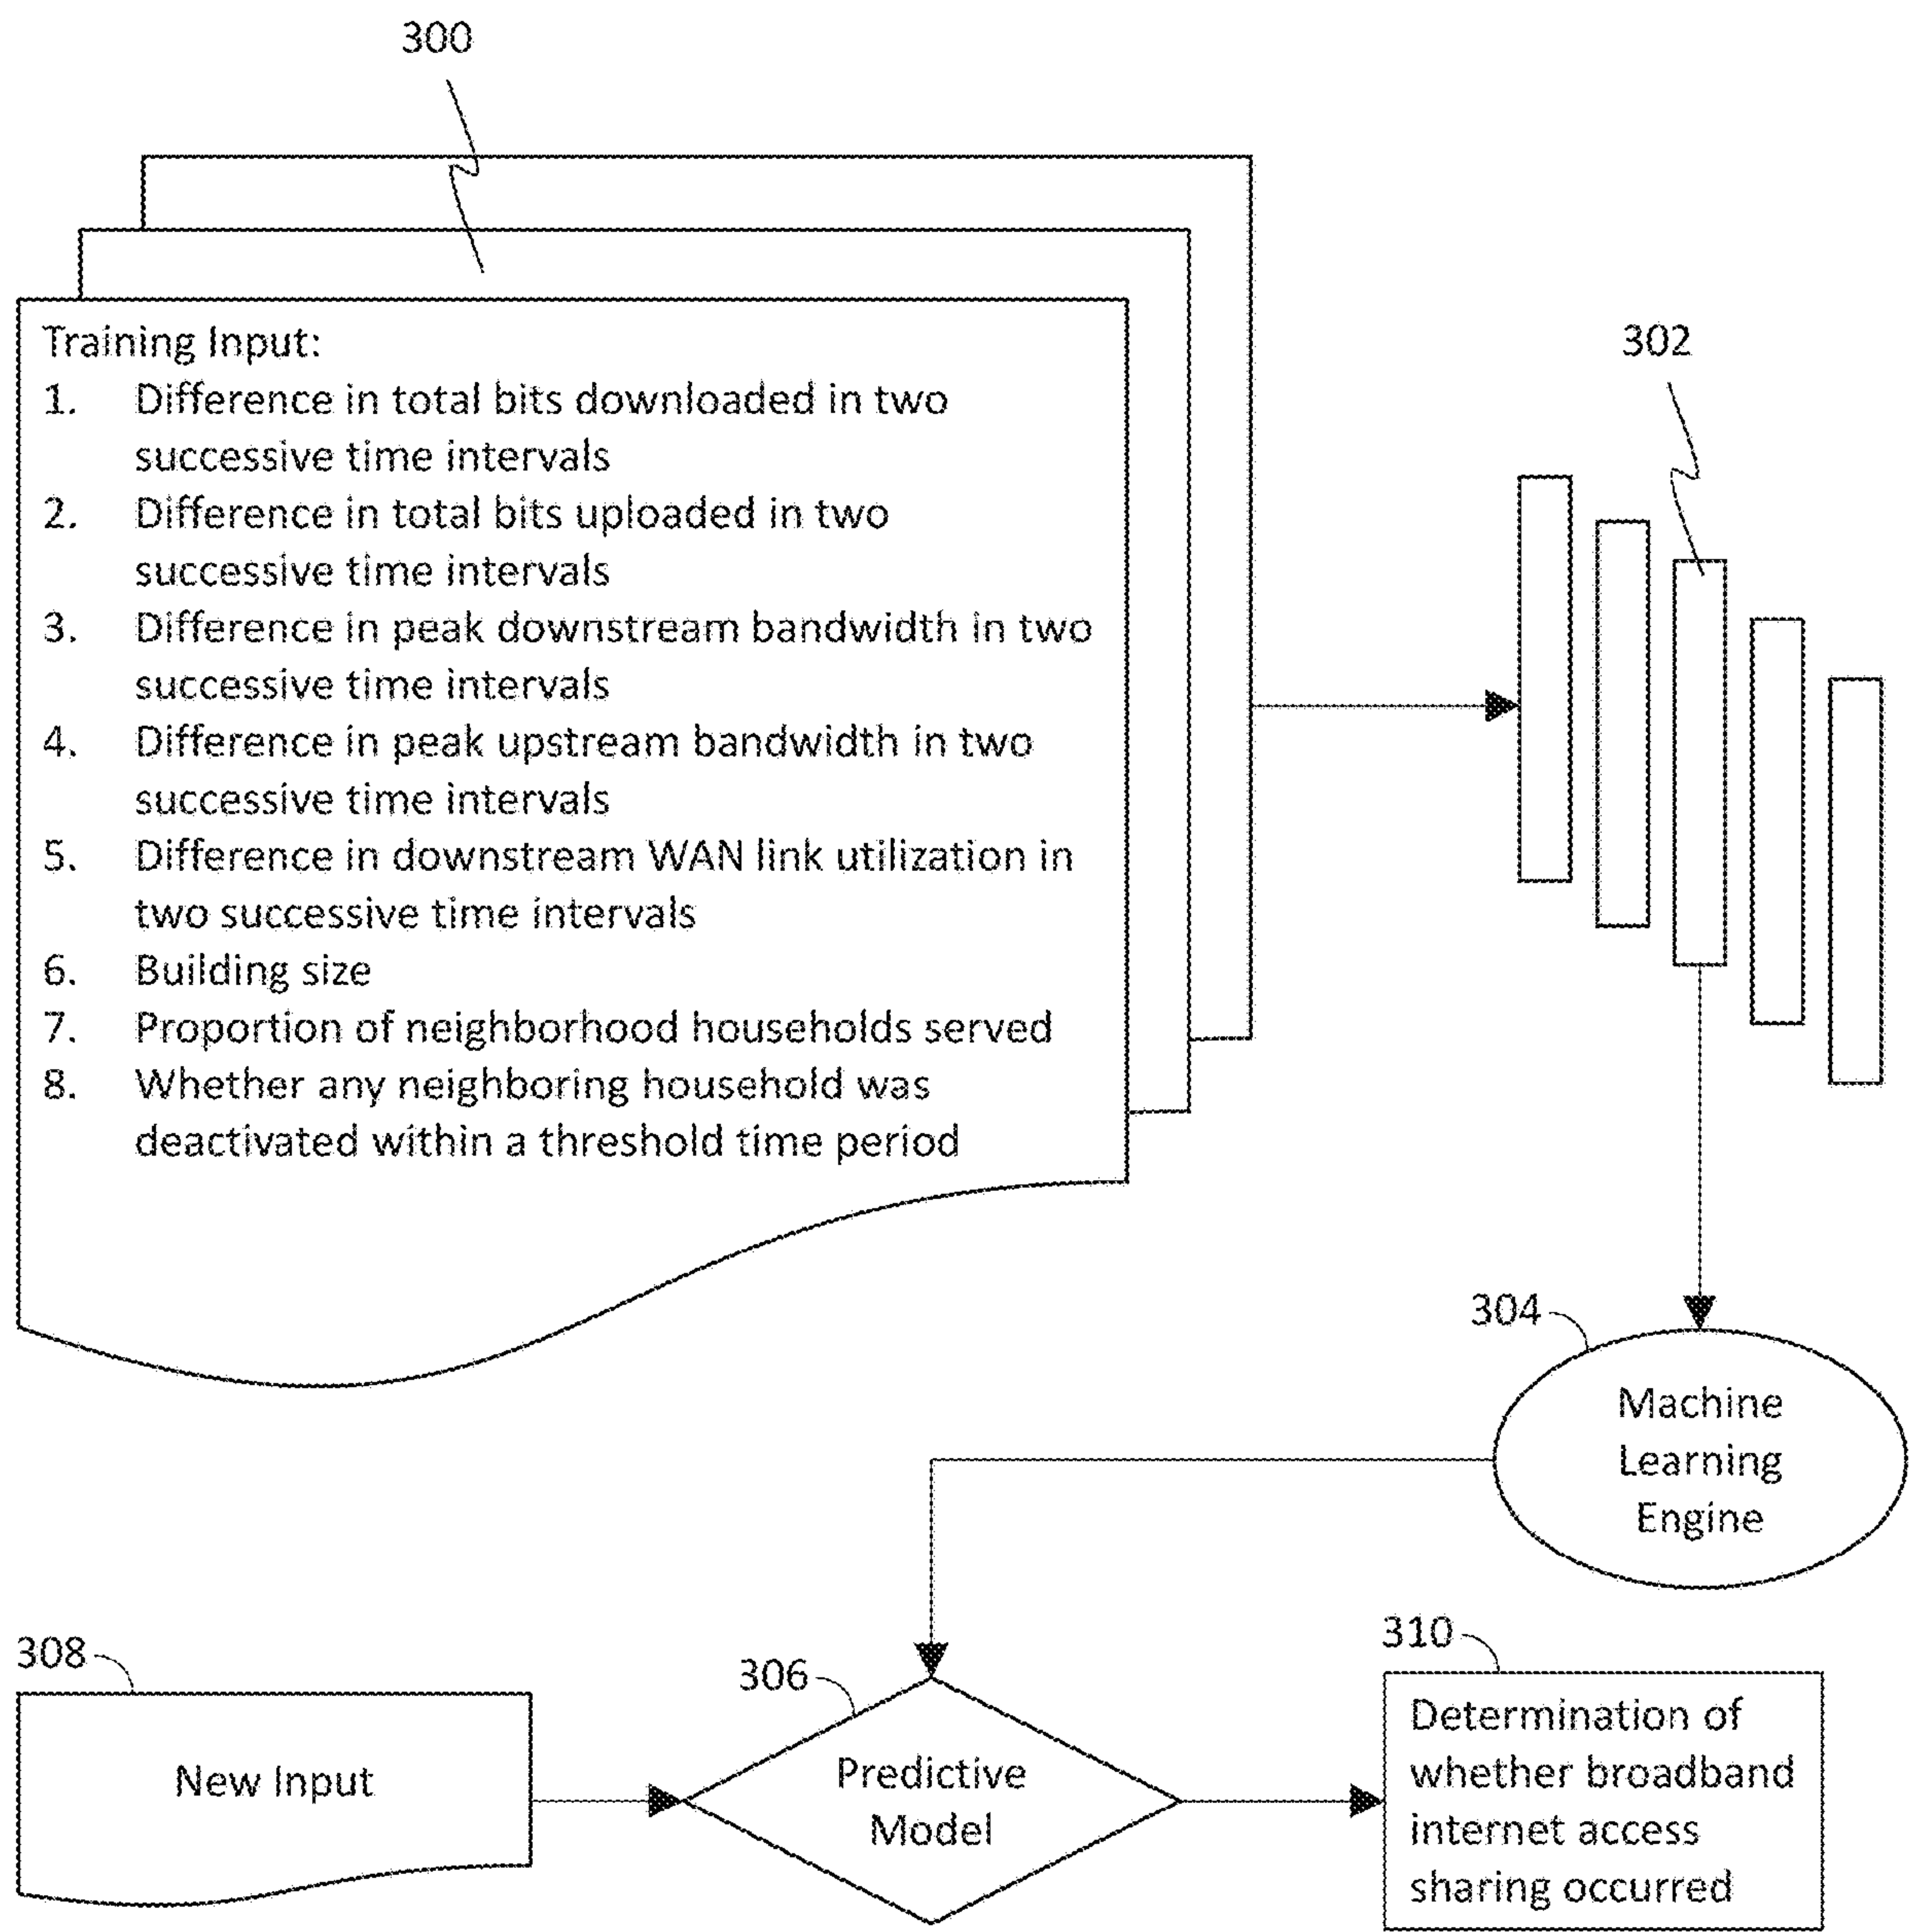 300
Training Input:
1. Difference in total bits downloaded in two
successive time intervals
2. Difference in total bits uploaded in two
successive time intervals
3. Difference in peak downstream bandwidth in two
successive time intervals
4. Difference in peak upstream bandwidth in two
successive time intervals
5. Difference in downstream WAN link utilization in
two successive time intervals
6. Building size
7. Proportion of neighborhood households served
8. Whether any neighboring household was
deactivated within a threshold time period
302
304
Machine
Learning
Engine
308
New Input
306
Predictive
Model
310
Determination of
whether broadband
internet access
sharing occurred